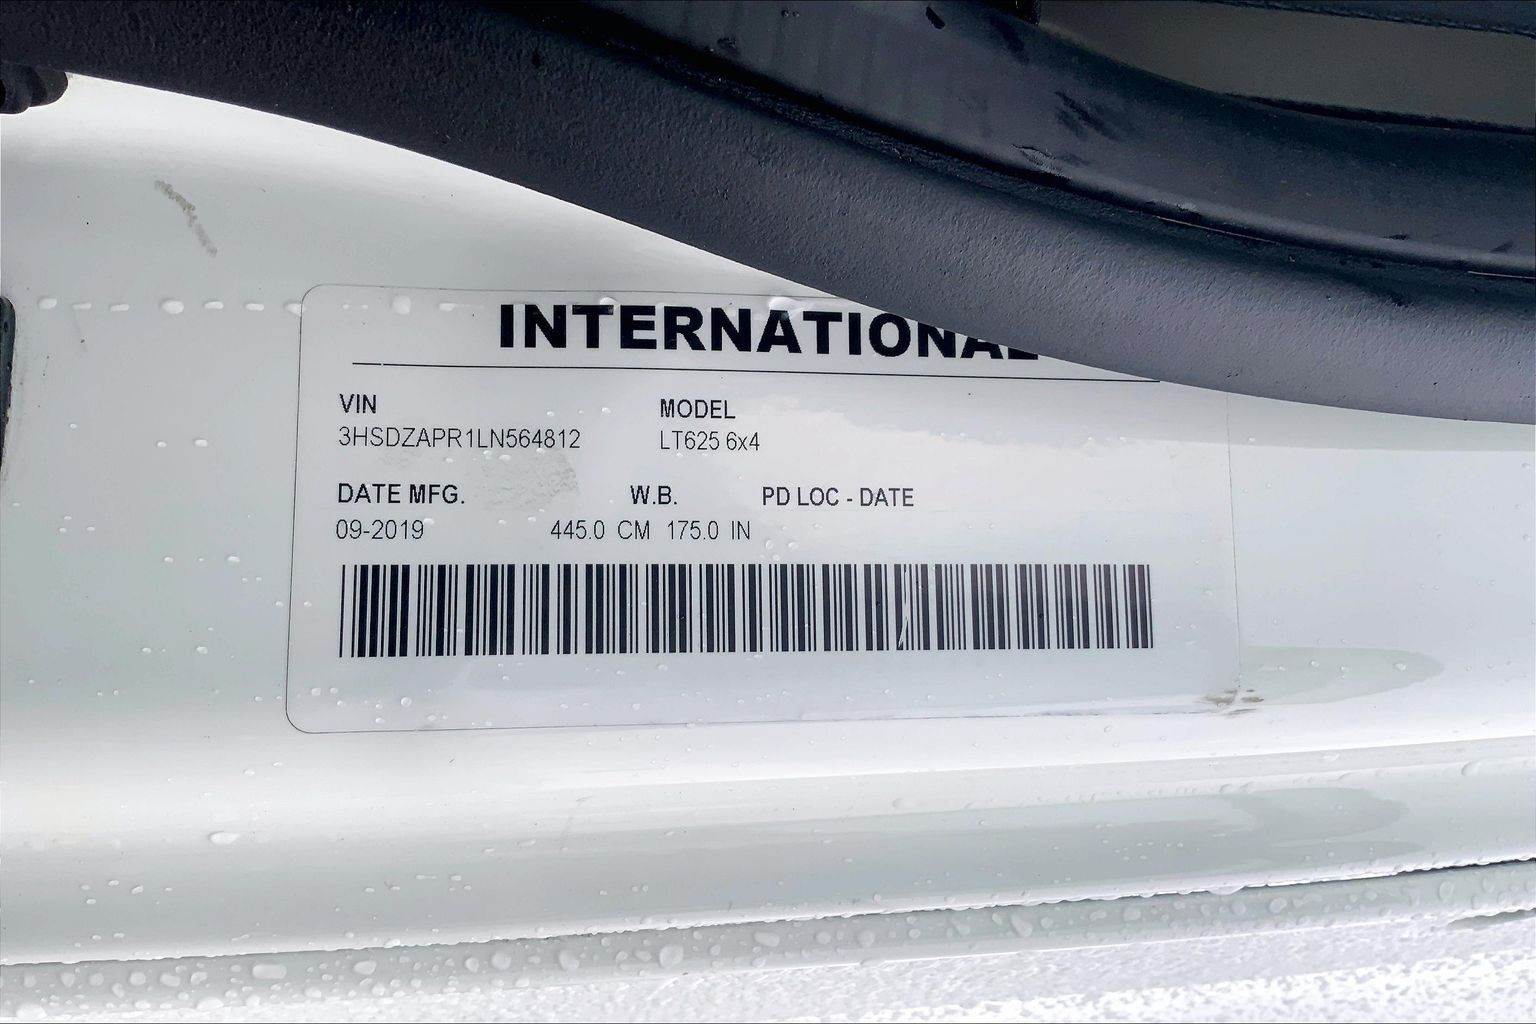 INTERNATIONAL
VIN MODEL
3HSDZAPR1LN564812 LT625 6x4
DATE MFG. W.B. PD LOC - DATE
09-2019 445.0 CM 175.0 IN